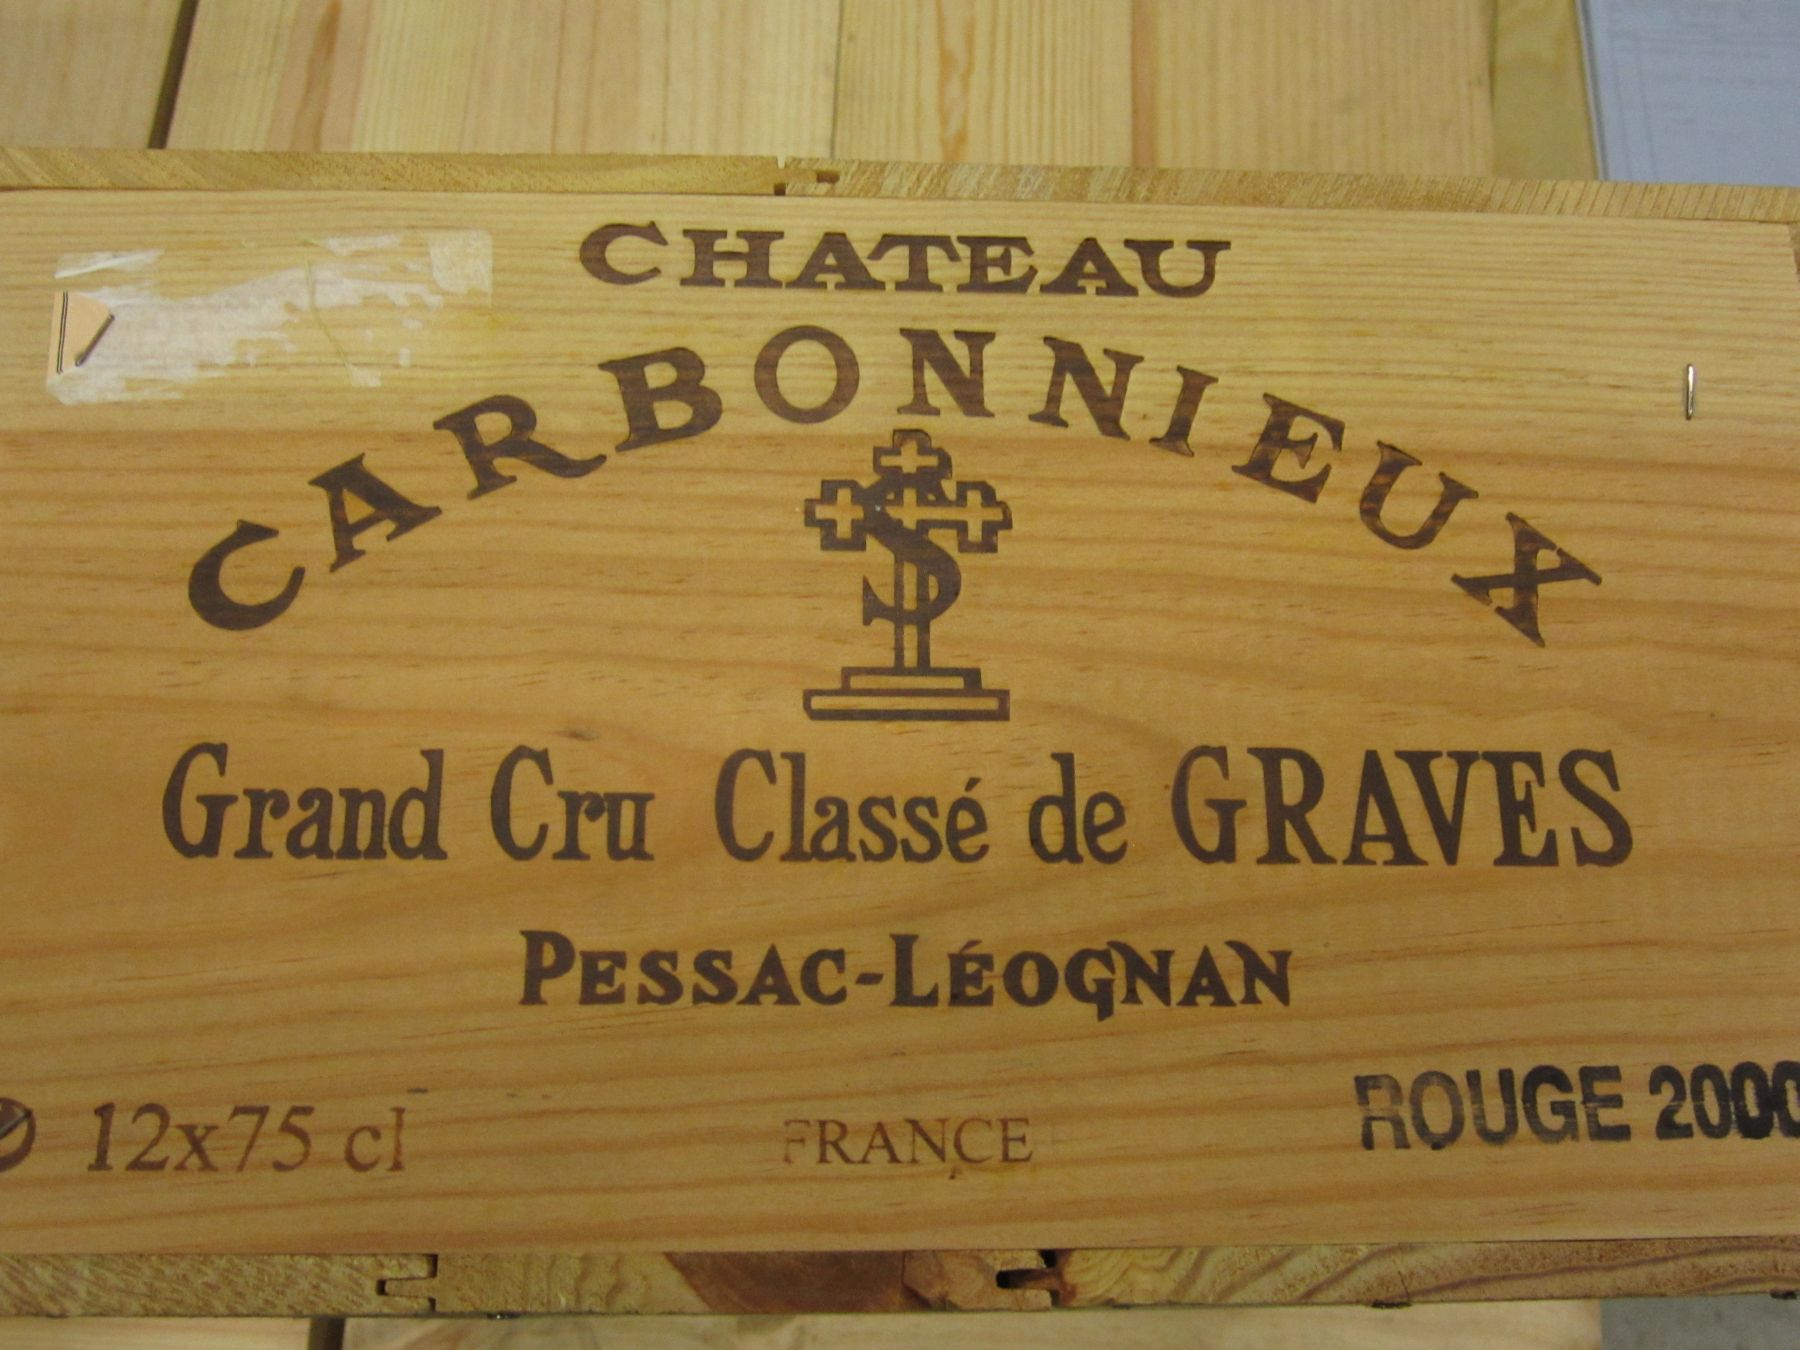 CHATEAU
CARBONNIEUX
S
Grand Cru Classé de GRAVES
PESSAC-LÉOGNAN
12x75 cl
FRANCE
ROUGE 2000